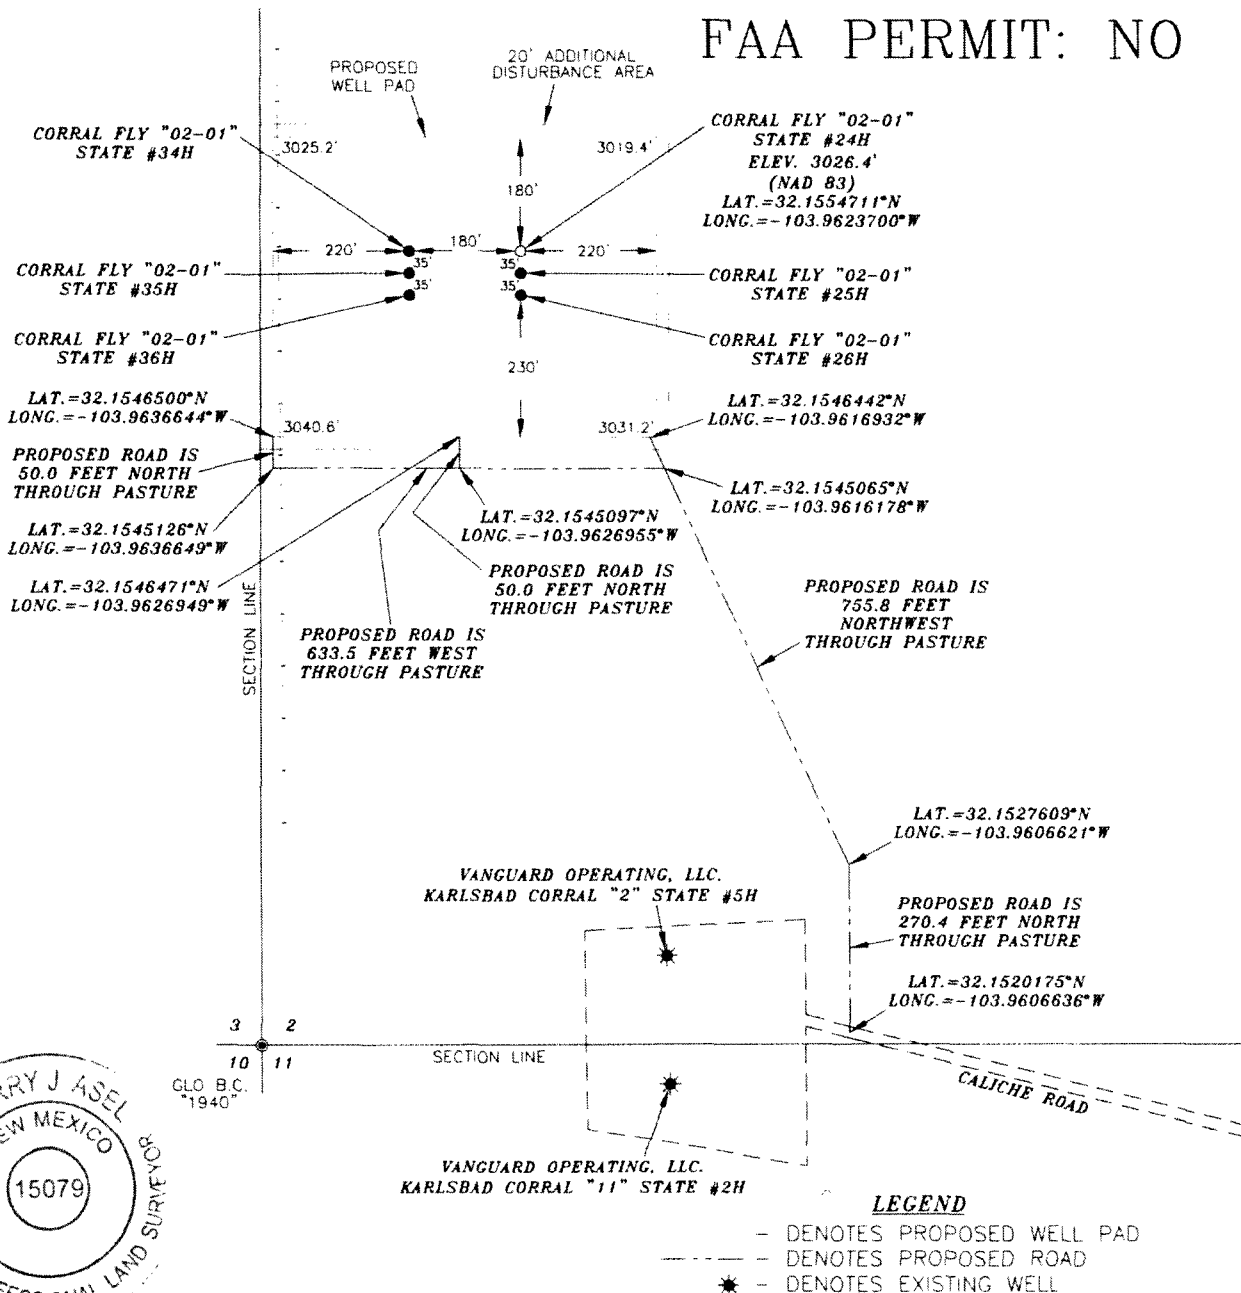 FAA PERMIT: NO
PROPOSED
WELL PAD
20' ADDITIONAL
DISTURBANCE AREA
CORRAL FLY "02-01"
STATE #34H
3025.2'
3019.4'
CORRAL FLY "02-01"
STATE #24H
ELEV. 3026.4'
(NAD 83)
LAT.=32.1554711°N
LONG.=-103.9623700°W
180'
220'
180'
220'
35'
35'
35'
35'
CORRAL FLY "02-01"
STATE #35H
CORRAL FLY "02-01"
STATE #25H
CORRAL FLY "02-01"
STATE #36H
CORRAL FLY "02-01"
STATE #26H
230'
LAT.=32.1546500°N
LONG.=-103.9636644°W
3040.6'
3031.2'
LAT.=32.1546442°N
LONG.=-103.9616932°W
PROPOSED ROAD IS
50.0 FEET NORTH
THROUGH PASTURE
LAT.=32.1545126°N
LONG.=-103.9636649°W
LAT.=32.1545097°N
LONG.=-103.9626955°W
LAT.=32.1545065°N
LONG.=-103.9616178°W
LAT.=32.1546471°N
LONG.=-103.9626949°W
PROPOSED ROAD IS
50.0 FEET NORTH
THROUGH PASTURE
PROPOSED ROAD IS
755.8 FEET
NORTHWEST
THROUGH PASTURE
PROPOSED ROAD IS
633.5 FEET WEST
THROUGH PASTURE
SECTION LINE
LAT.=32.1527609°N
LONG.=-103.9606621°W
VANGUARD OPERATING, LLC.
KARLSBAD CORRAL "2" STATE #5H
PROPOSED ROAD IS
270.4 FEET NORTH
THROUGH PASTURE
LAT.=32.1520175°N
LONG.=-103.9606636°W
3 2
10 11
SECTION LINE
GLO B.C.
"1940"
CALICHE ROAD
VANGUARD OPERATING, LLC.
KARLSBAD CORRAL "11" STATE #2H
RRY J ASEL
EW MEXICO
15079
LAND SURVEYOR
LEGEND
- DENOTES PROPOSED WELL PAD
- DENOTES PROPOSED ROAD
- DENOTES EXISTING WELL